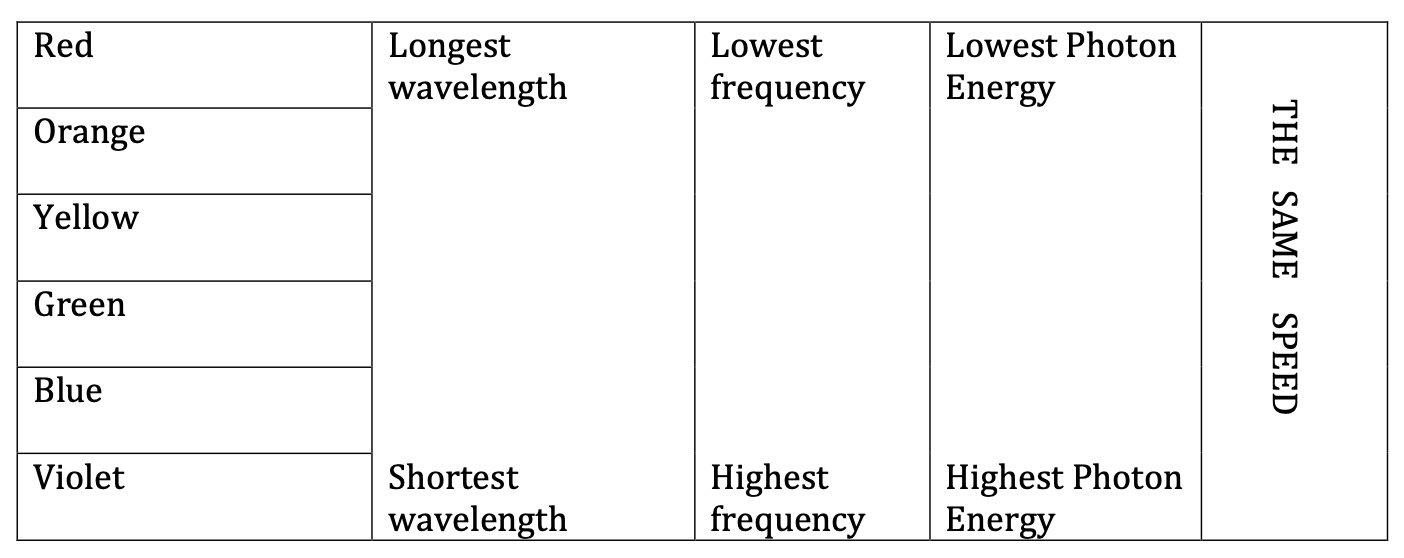 Red
Longest
wavelength
Lowest
frequency
Lowest Photon
Energy
THE SAME SPEED
Orange
Yellow
Green
Blue
Violet
Shortest
wavelength
Highest
frequency
Highest Photon
Energy